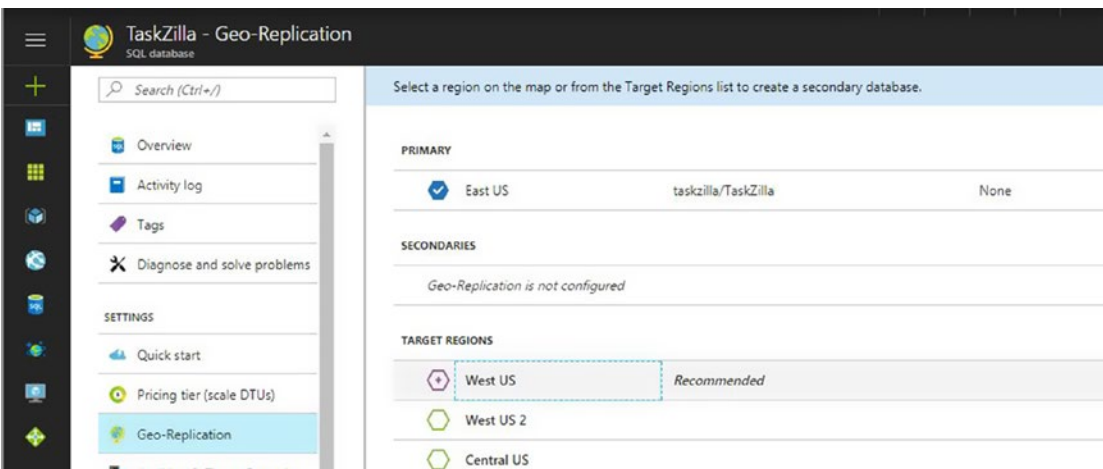 TaskZilla - Geo-Replication
SQL database
Search (Ctrl+/)
Overview
Activity log
Tags
Diagnose and solve problems
SETTINGS
Quick start
Pricing tier (scale DTUs)
Geo-Replication
Select a region on the map or from the Target Regions list to create a secondary database.
PRIMARY
East US taskzilla/TaskZilla None
SECONDARIES
Geo-Replication is not configured
TARGET REGIONS
West US Recommended
West US 2
Central US